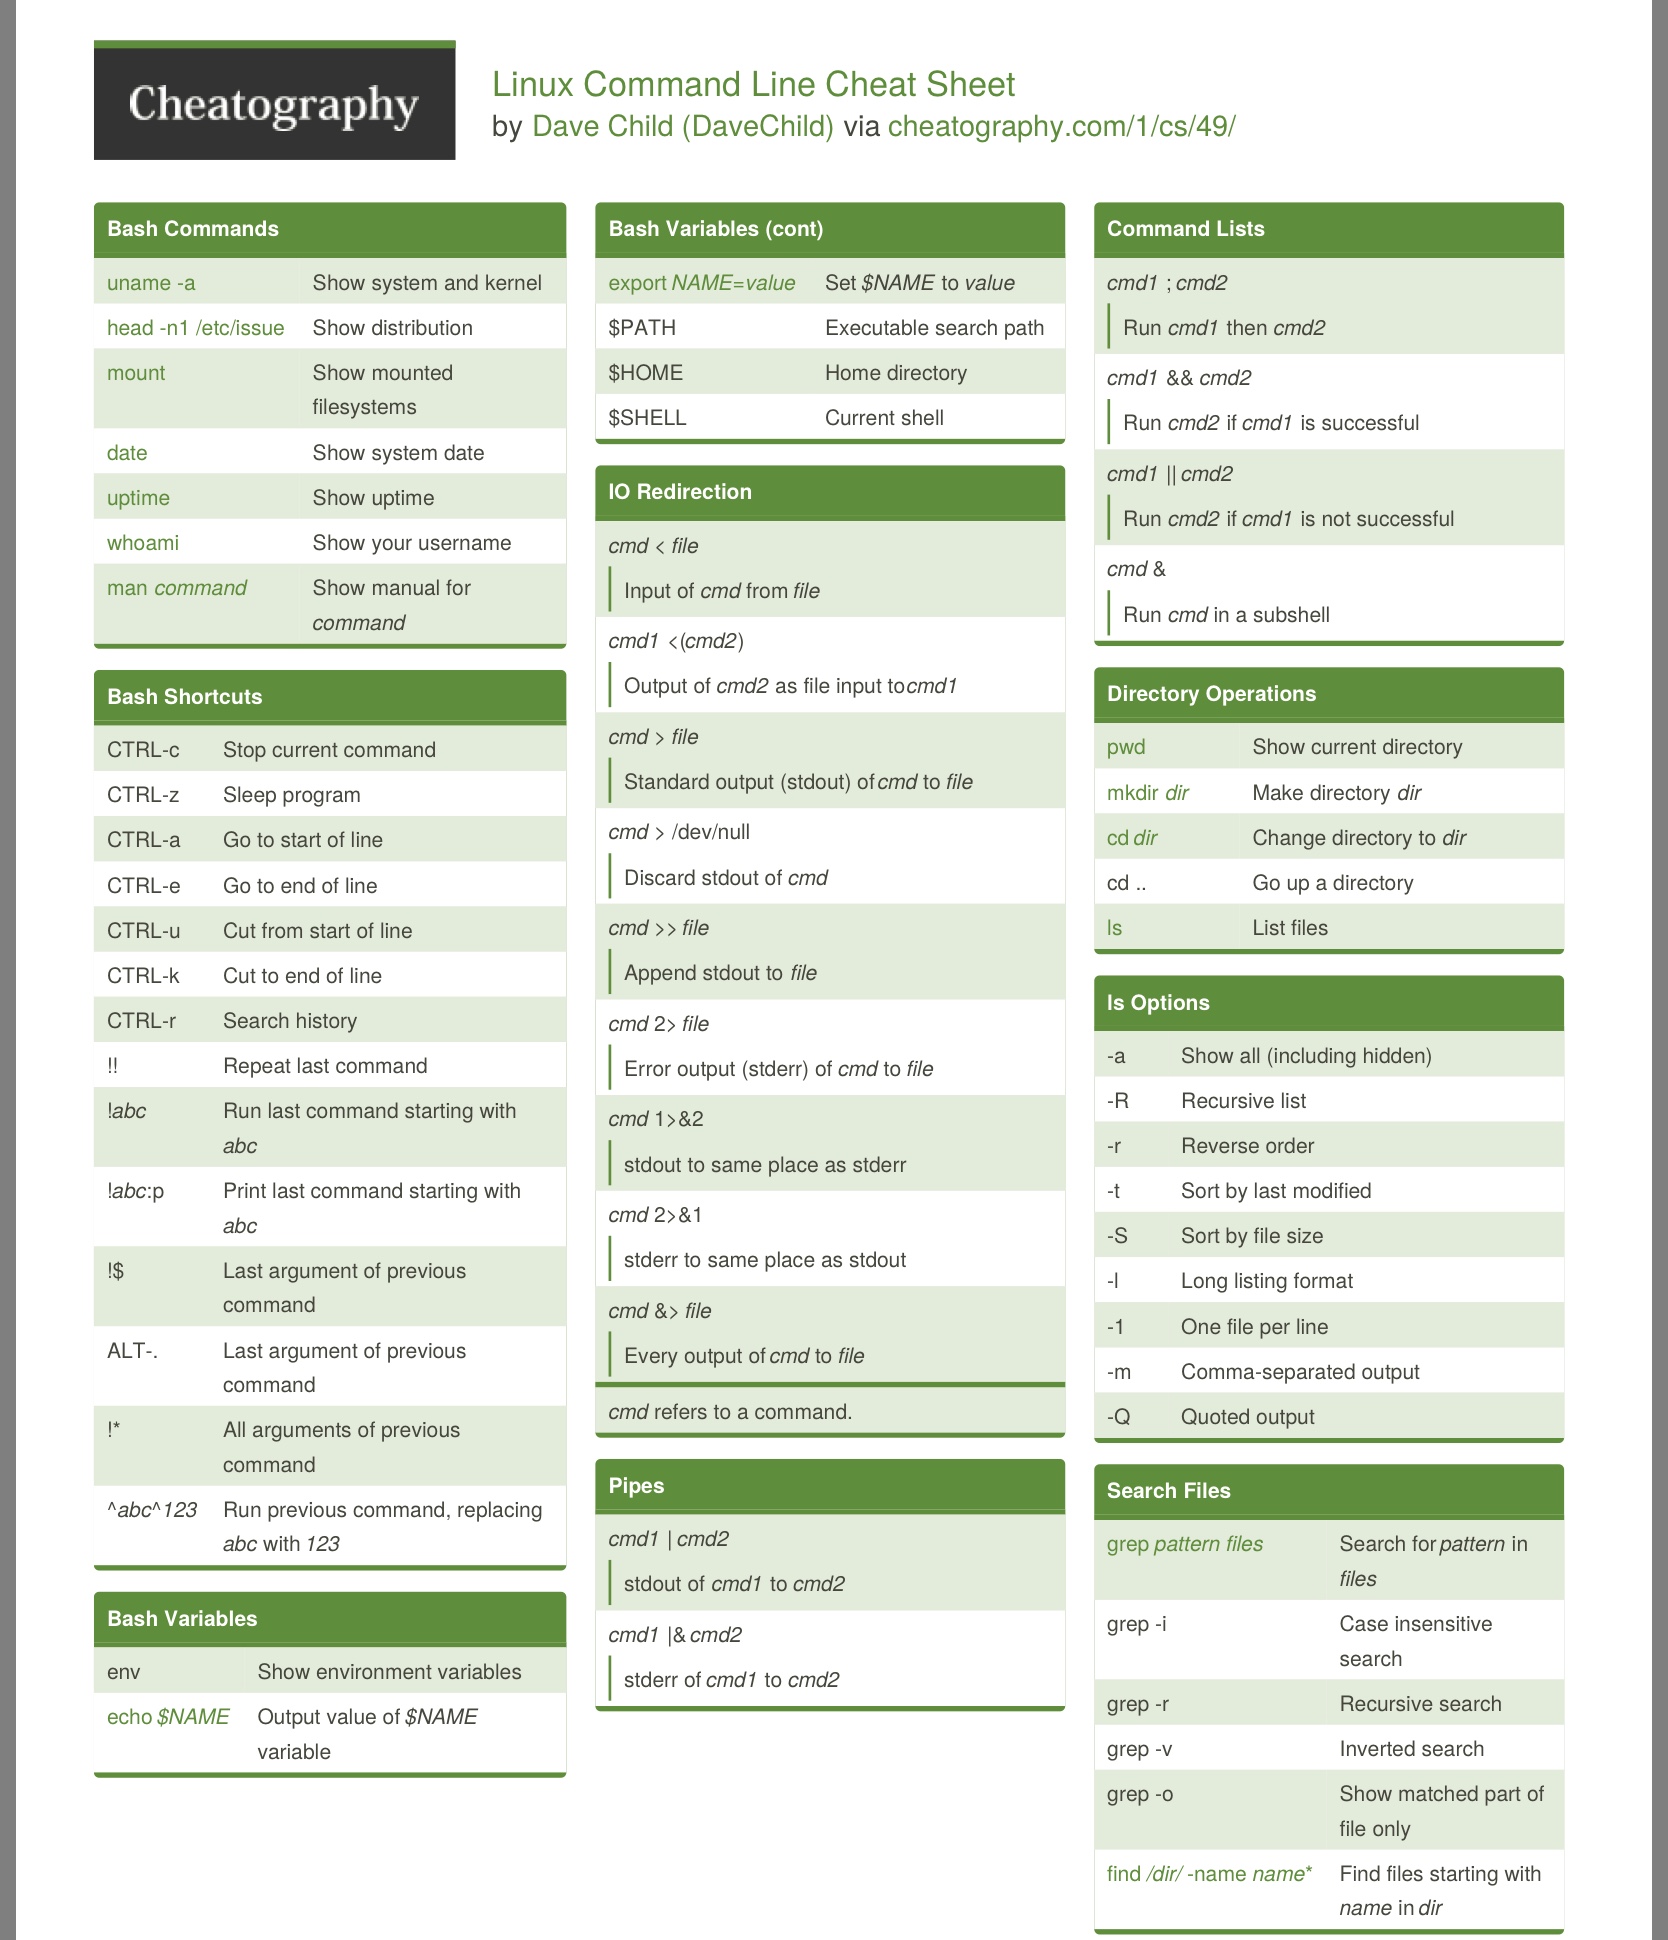 Cheatography
Linux Command Line Cheat Sheet
by Dave Child (DaveChild) via cheatography.com/1/cs/49/
Bash Commands
uname -a Show system and kernel
head -n1 /etc/issue Show distribution
mount Show mounted
filesystems
date Show system date
uptime Show uptime
whoami Show your username
man command Show manual for
command
Bash Shortcuts
CTRL-c Stop current command
CTRL-z Sleep program
CTRL-a Go to start of line
CTRL-e Go to end of line
CTRL-u Cut from start of line
CTRL-k Cut to end of line
CTRL-r Search history
!! Repeat last command
!abc Run last command starting with
abc
!abc:p Print last command starting with
abc
!$ Last argument of previous
command
ALT-. Last argument of previous
command
!* All arguments of previous
command
^abc^123 Run previous command, replacing
abc with 123
Bash Variables
env Show environment variables
echo $NAME Output value of $NAME
variable
Bash Variables (cont)
export NAME=value Set $NAME to value
$PATH Executable search path
$HOME Home directory
$SHELL Current shell
IO Redirection
cmd < file
Input of cmd from file
cmd1 <(cmd2)
Output of cmd2 as file input to cmd1
cmd > file
Standard output (stdout) of cmd to file
cmd > /dev/null
Discard stdout of cmd
cmd >> file
Append stdout to file
cmd 2> file
Error output (stderr) of cmd to file
cmd 1>&2
stdout to same place as stderr
cmd 2>&1
stderr to same place as stdout
cmd &> file
Every output of cmd to file
cmd refers to a command.
Pipes
cmd1 | cmd2
stdout of cmd1 to cmd2
cmd1 |& cmd2
stderr of cmd1 to cmd2
Command Lists
cmd1 ; cmd2
Run cmd1 then cmd2
cmd1 && cmd2
Run cmd2 if cmd1 is successful
cmd1 || cmd2
Run cmd2 if cmd1 is not successful
cmd &
Run cmd in a subshell
Directory Operations
pwd Show current directory
mkdir dir Make directory dir
cd dir Change directory to dir
cd .. Go up a directory
ls List files
ls Options
-a Show all (including hidden)
-R Recursive list
-r Reverse order
-t Sort by last modified
-S Sort by file size
-l Long listing format
-1 One file per line
-m Comma-separated output
-Q Quoted output
Search Files
grep pattern files Search for pattern in
files
grep -i Case insensitive
search
grep -r Recursive search
grep -v Inverted search
grep -o Show matched part of
file only
find /dir/ -name name* Find files starting with
name in dir